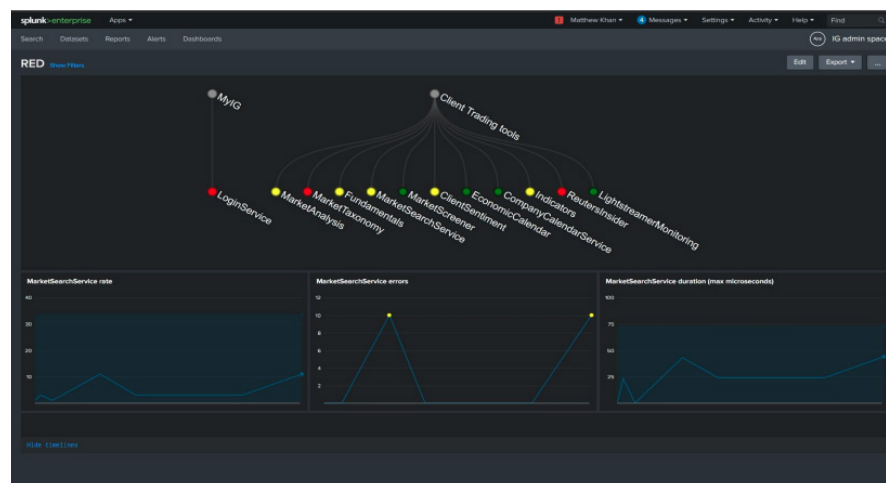 splunk>enterprise Apps
! Matthew Khan 4 Messages Settings Activity Help Find
Search Datasets Reports Alerts Dashboards
IG admin space
RED Show Filters
Edit Export ...
MyIG
Client Trading tools
LoginService
MarketAnalysis
MarketTaxonomy
Fundamentals
MarketSearchService
MarketScreener
ClientSentiment
EconomicCalendar
CompanyCalendarService
Indicators
ReutersInsider
LightstreamerMonitoring
MarketSearchService rate
40
30
20
10
MarketSearchService errors
12
10
8
6
4
2
MarketSearchService duration (max microseconds)
100
75
50
25
Hide timelines